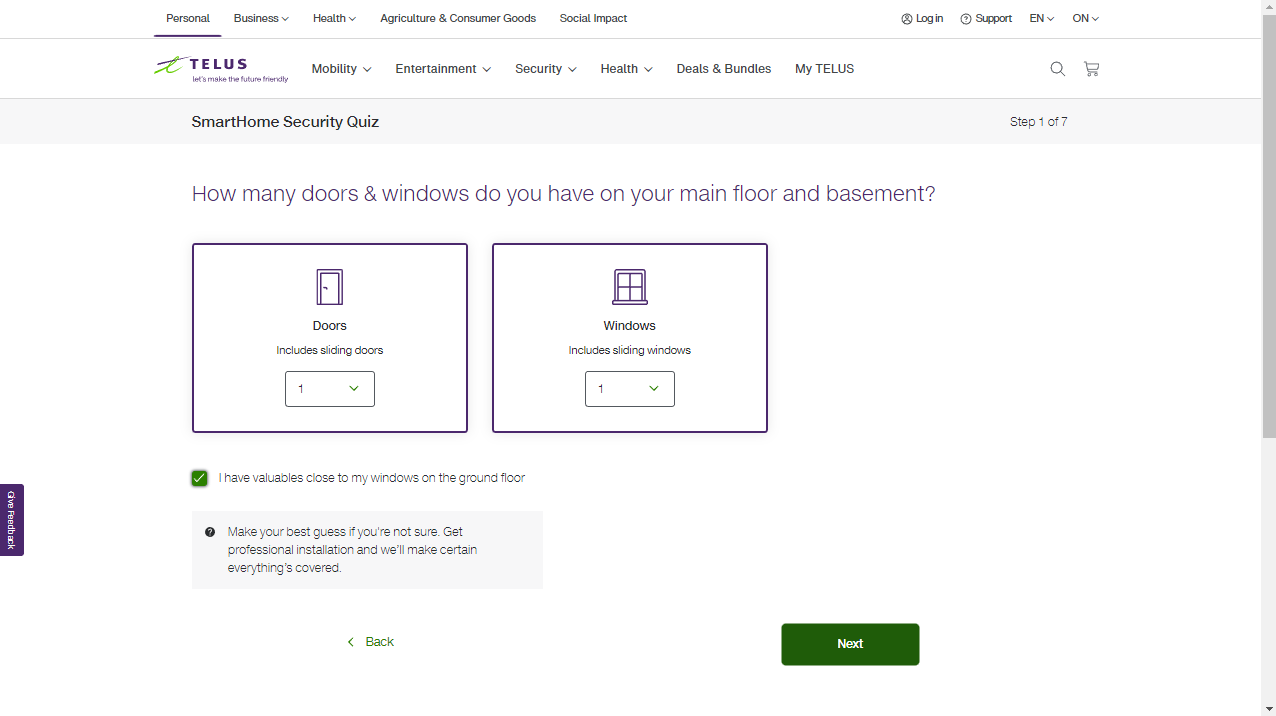 Personal Business Health Agriculture & Consumer Goods Social Impact Log in Support EN ON
TELUS
let's make the future friendly
Mobility Entertainment Security Health Deals & Bundles My TELUS
SmartHome Security Quiz Step 1 of 7
How many doors & windows do you have on your main floor and basement?
Doors
Includes sliding doors
1
Windows
Includes sliding windows
1
I have valuables close to my windows on the ground floor
Give Feedback
Make your best guess if you're not sure. Get
professional installation and we'll make certain
everything's covered.
Back
Next